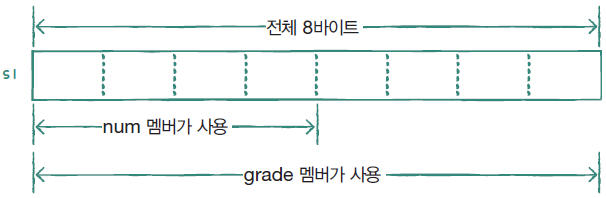 전체 8바이트
s1
num 멤버가 사용
grade 멤버가 사용